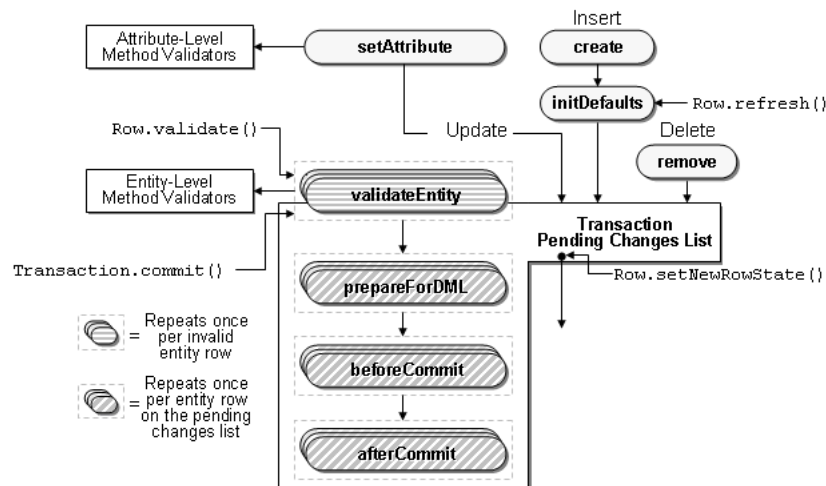 Insert
Attribute-Level
Method Validators
setAttribute
create
initDefaults
Row.refresh()
Row.validate()
Update
Delete
remove
Entity-Level
Method Validators
validateEntity
Transaction
Pending Changes List
Transaction.commit()
Row.setNewRowState()
prepareForDML
= Repeats once
per invalid
entity row
beforeCommit
= Repeats once
per entity row
on the pending
changes list
afterCommit